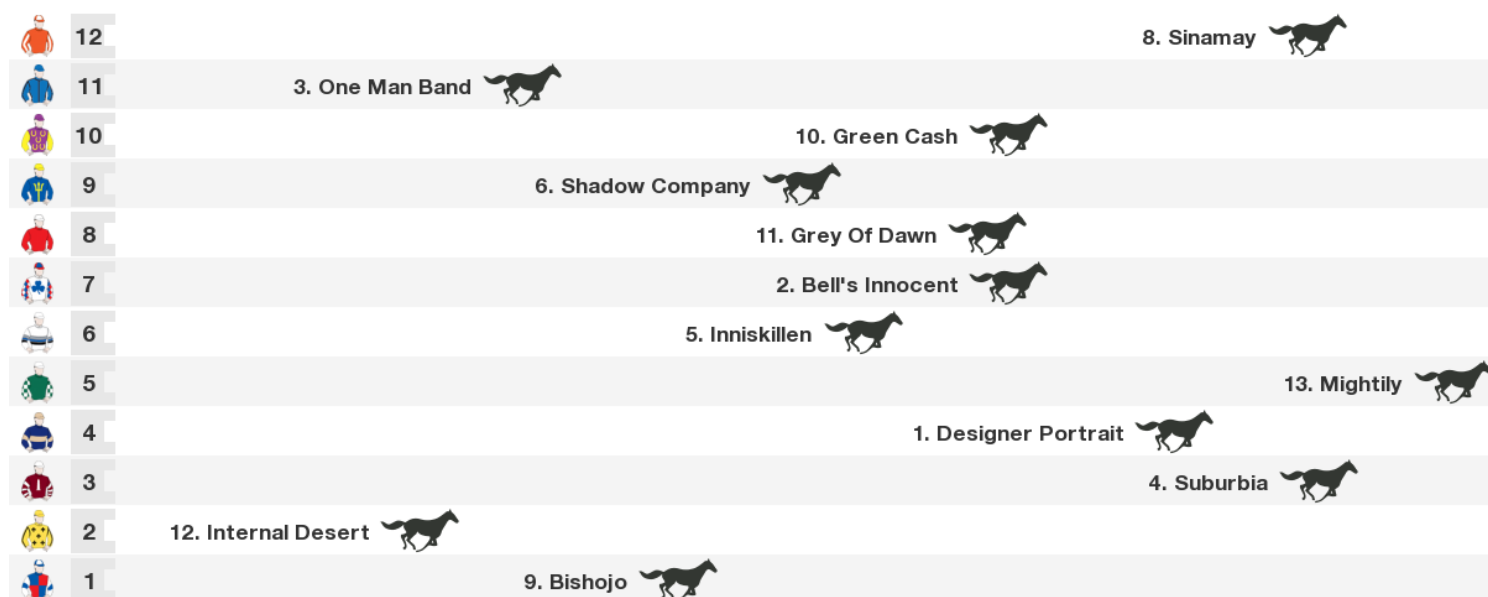 12 8. Sinamay
11 3. One Man Band
10 10. Green Cash
9 6. Shadow Company
8 11. Grey Of Dawn
7 2. Bell's Innocent
6 5. Inniskillen
5 13. Mightily
4 1. Designer Portrait
3 4. Suburbia
2 12. Internal Desert
1 9. Bishojo